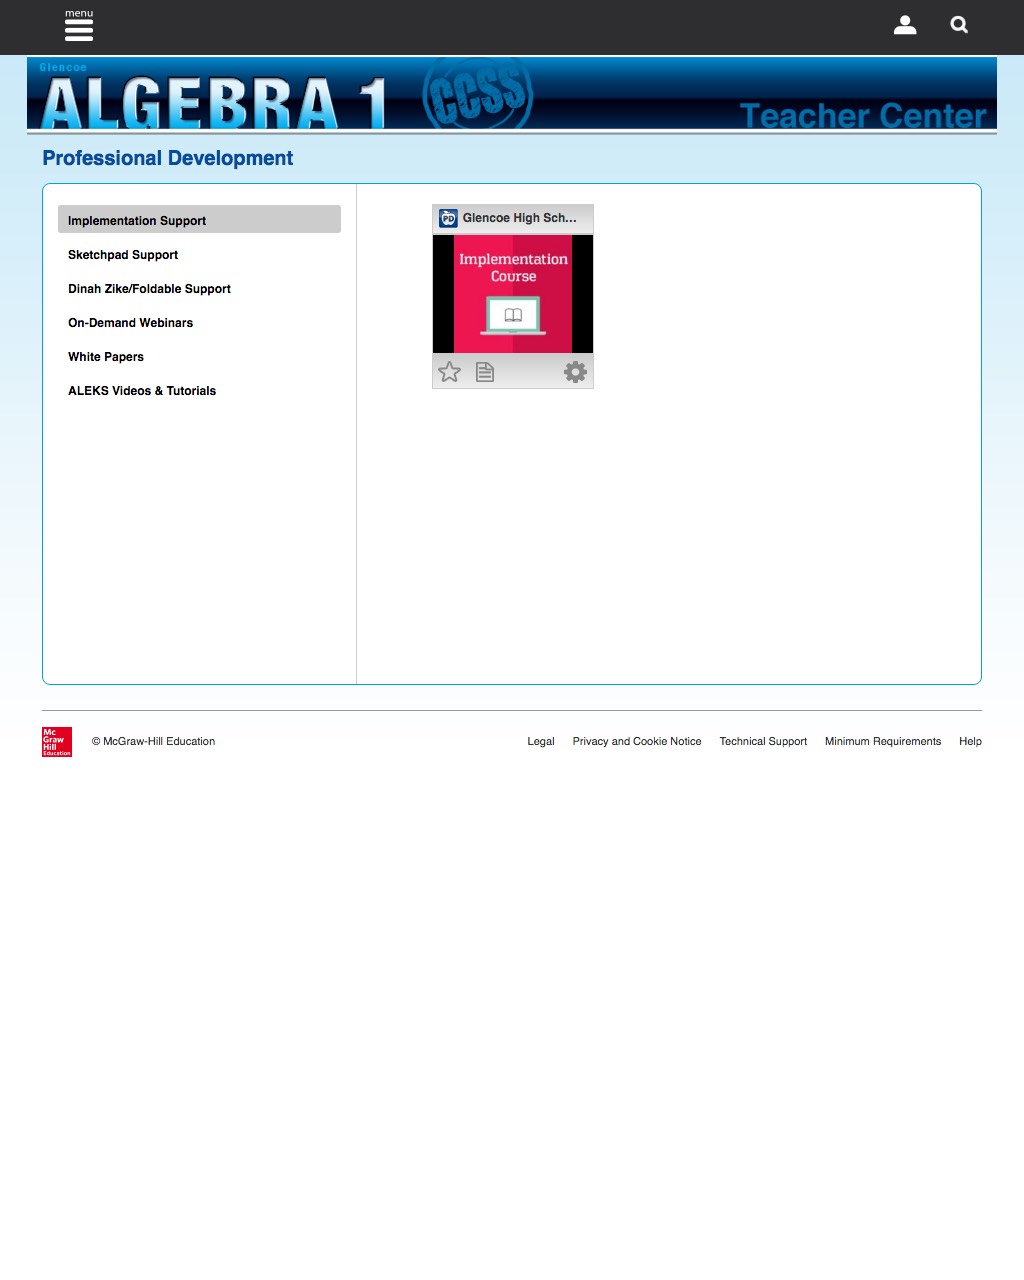 menu
Glencoe
ALGEBRA 1
CCSS
Teacher Center
Professional Development
Implementation Support
Sketchpad Support
Dinah Zike/Foldable Support
On-Demand Webinars
White Papers
ALEKS Videos & Tutorials
PD Glencoe High Sch...
Implementation
Course
Mc
Graw
Hill
Education
© McGraw-Hill Education
Legal Privacy and Cookie Notice Technical Support Minimum Requirements Help